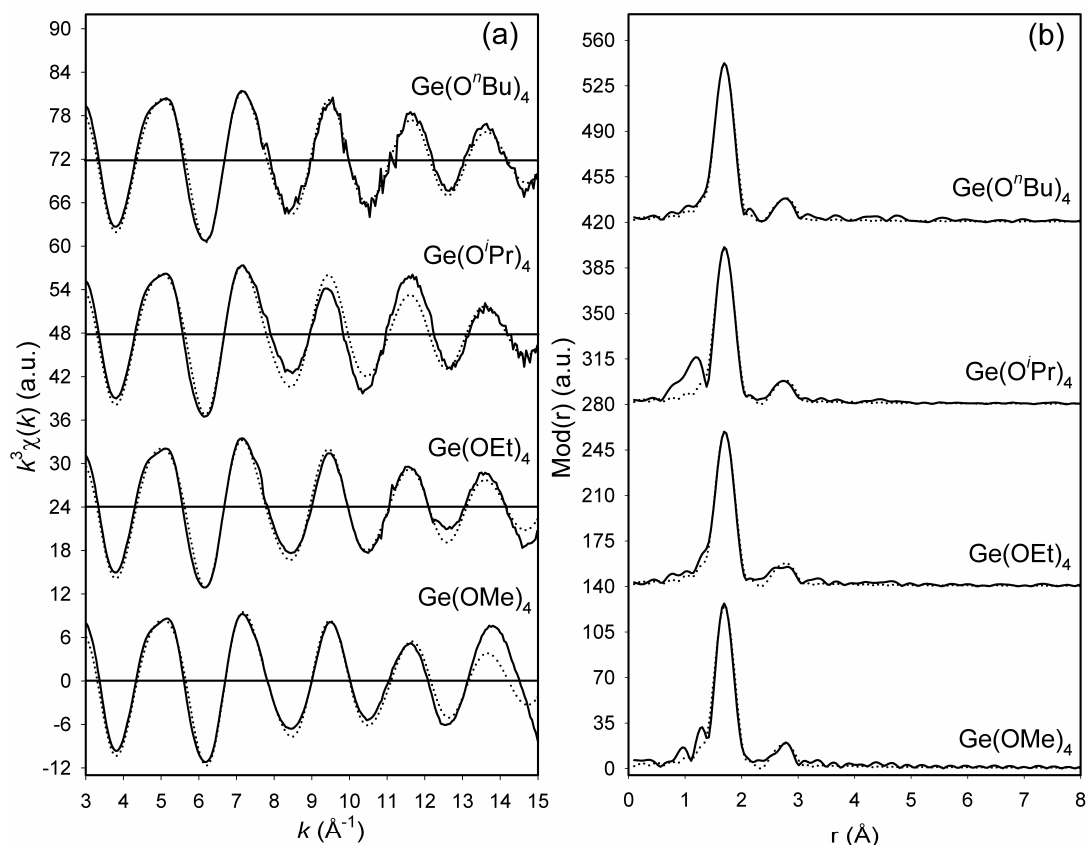 (a)
92
84
78
72
66
60
54
48
42
36
30
24
18
12
6
0
-6
-12
k³χ(k) (a.u.)
Ge(OⁿBu)₄
Ge(OⁱPr)₄
Ge(OEt)₄
Ge(OMe)₄
3 4 5 6 7 8 9 10 11 12 13 14 15
k (Å⁻¹)
(b)
560
525
490
455
420
385
350
315
280
245
210
175
140
105
70
35
0
Mod(r) (a.u.)
Ge(OⁿBu)₄
Ge(OⁱPr)₄
Ge(OEt)₄
Ge(OMe)₄
0 1 2 3 4 5 6 7 8
r (Å)